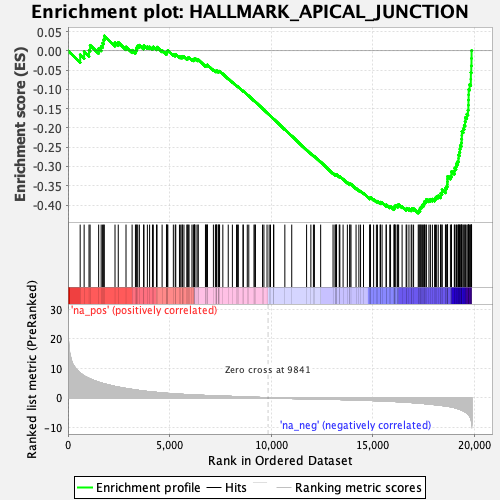 Enrichment plot: HALLMARK_APICAL_JUNCTION
Enrichment score (ES)
0.05
0.00
-0.05
-0.10
-0.15
-0.20
-0.25
-0.30
-0.35
-0.40
'na_pos' (positively correlated)
Ranked list metric (PreRanked)
30
20
10
0
-10
Zero cross at 9841
'na_neg' (negatively correlated)
0
5,000
10,000
15,000
20,000
Rank in Ordered Dataset
Enrichment profile
Hits
Ranking metric scores